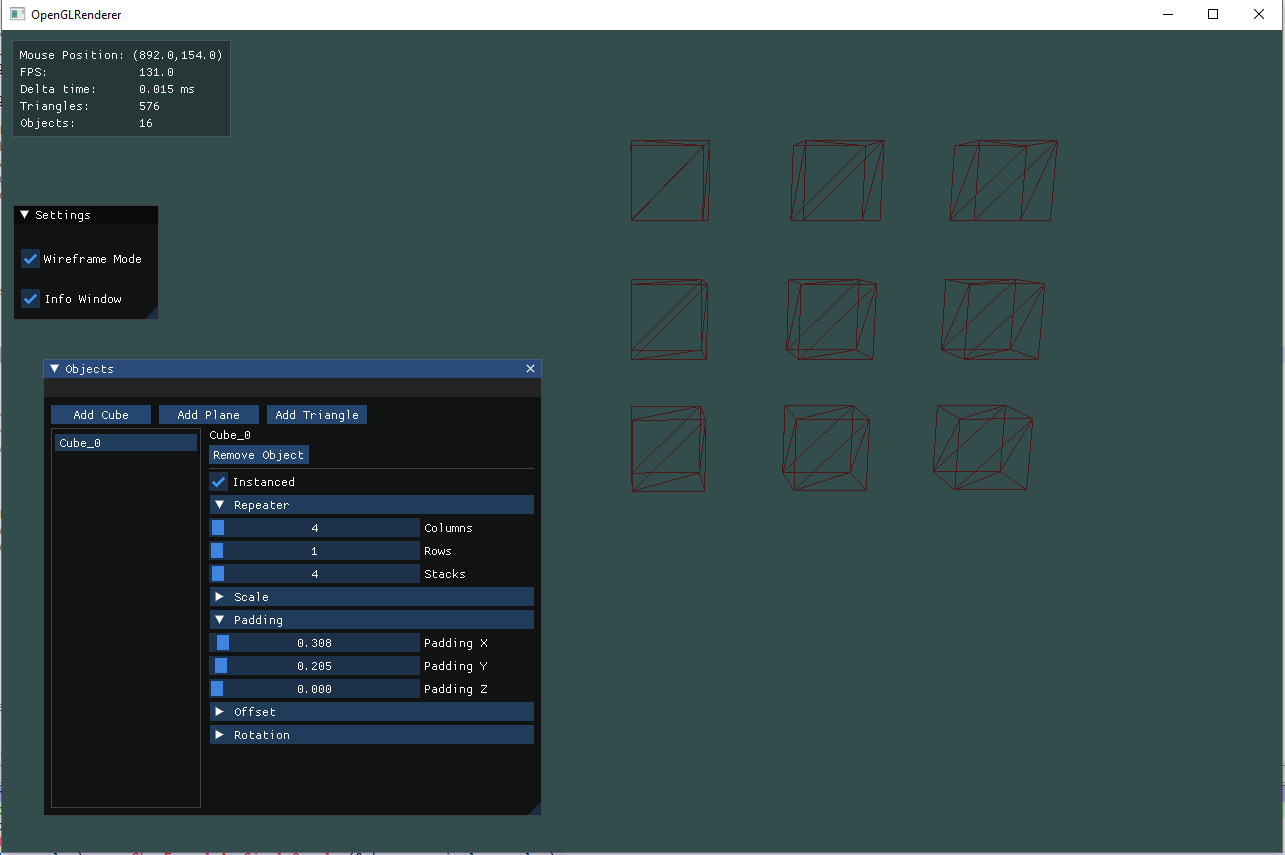 OpenGLRenderer
Mouse Position: (892.0,154.0)
FPS: 131.0
Delta time: 0.015 ms
Triangles: 576
Objects: 16
Settings
Wireframe Mode
Info Window
Objects
Add Cube Add Plane Add Triangle
Cube_0
Cube_0
Remove Object
Instanced
Repeater
4 Columns
1 Rows
4 Stacks
Scale
Padding
0.308 Padding X
0.205 Padding Y
0.000 Padding Z
Offset
Rotation